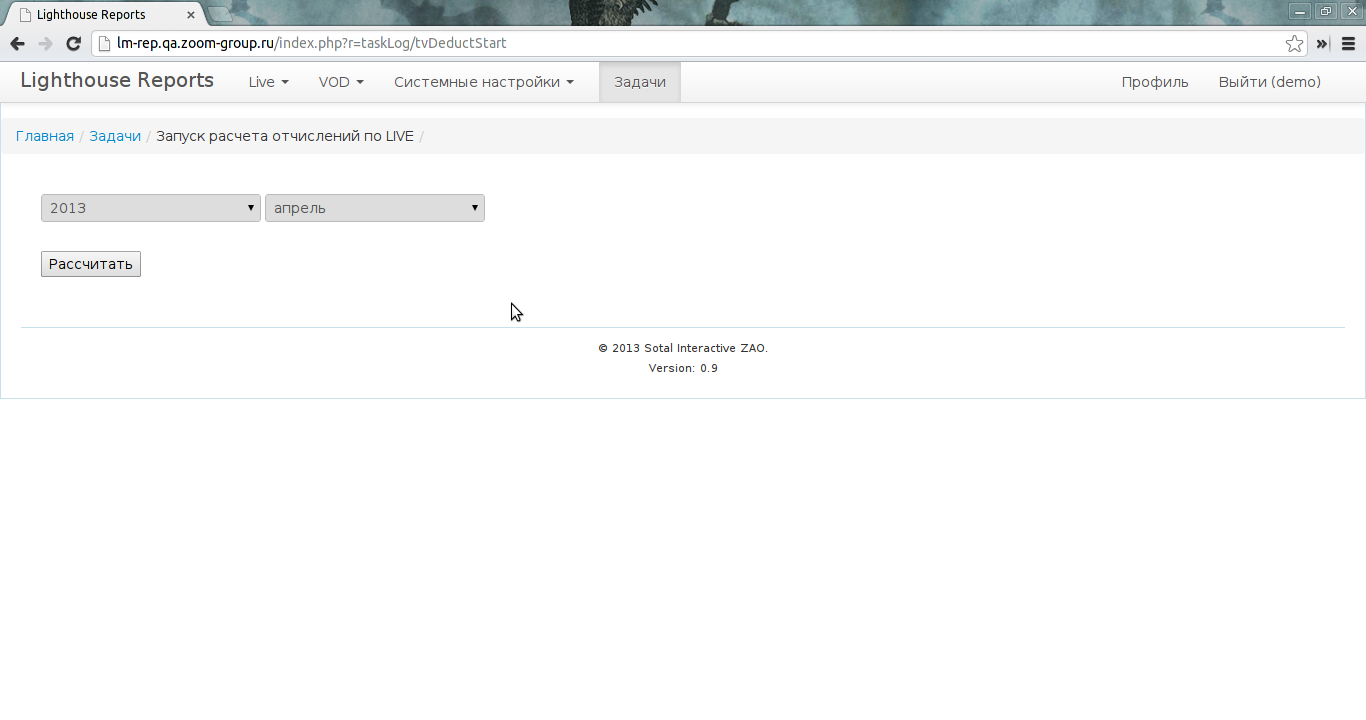 Lighthouse Reports
lm-rep.qa.zoom-group.ru/index.php?r=taskLog/tvDeductStart
Lighthouse Reports Live VOD Системные настройки Задачи Профиль Выйти (demo)
Главная / Задачи / Запуск расчета отчислений по LIVE /
2013 апрель
Рассчитать
© 2013 Sotal Interactive ZAO.
Version: 0.9